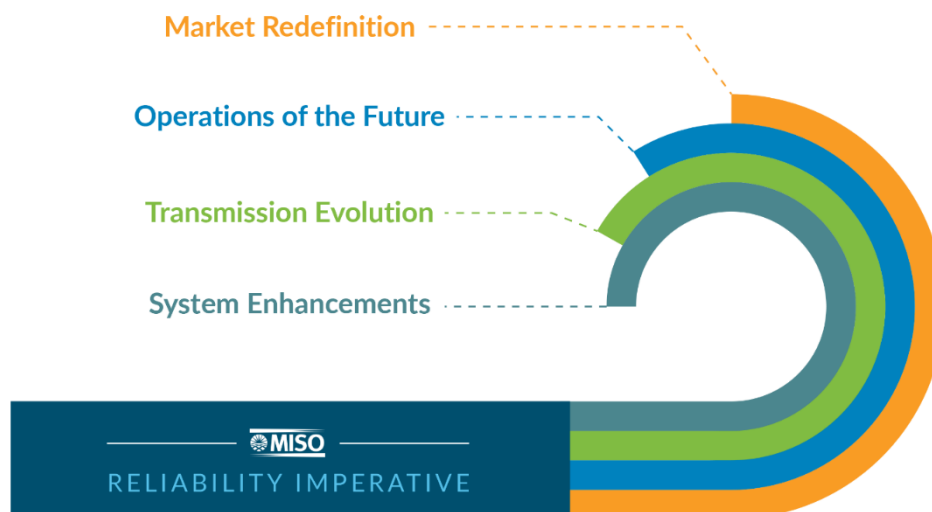 Market Redefinition
Operations of the Future
Transmission Evolution
System Enhancements
MISO
RELIABILITY IMPERATIVE